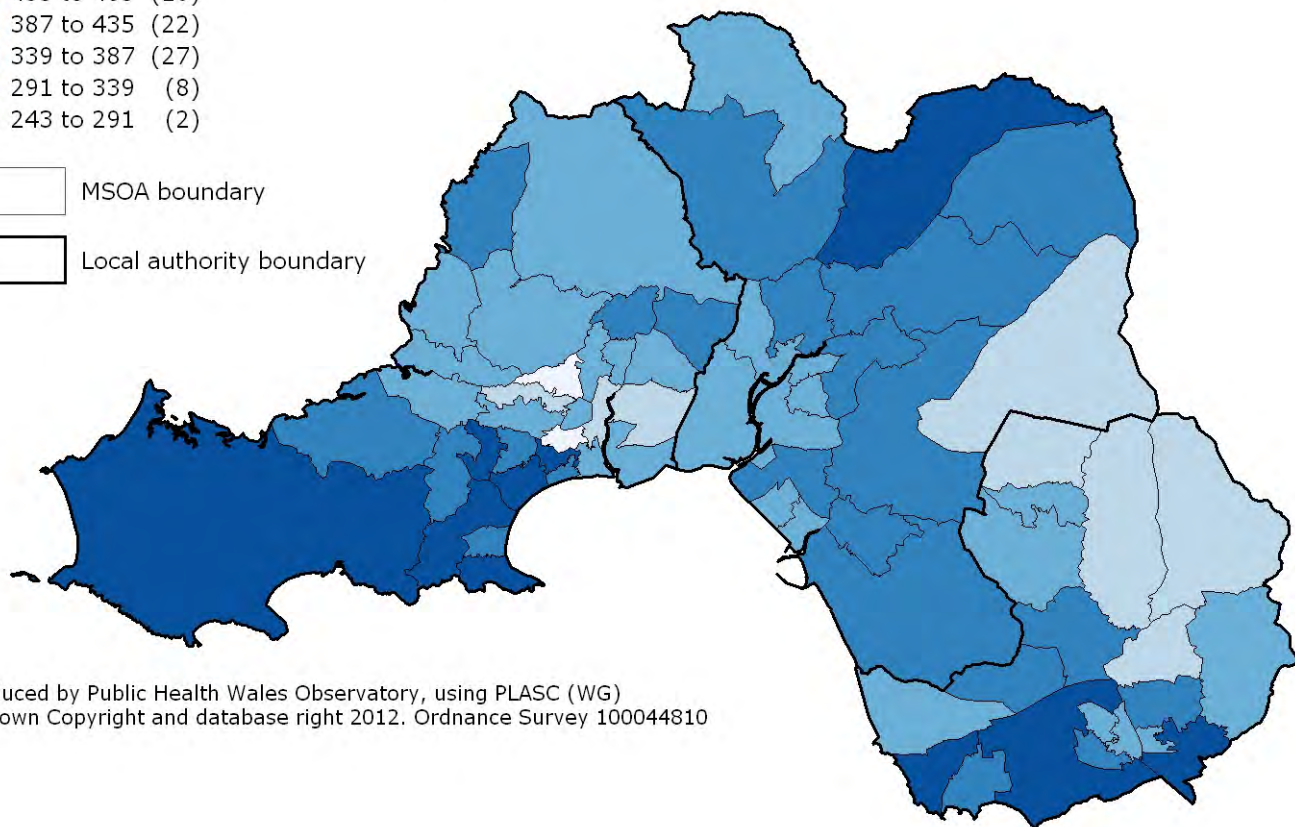 387 to 435 (22)
339 to 387 (27)
291 to 339 (8)
243 to 291 (2)
MSOA boundary
Local authority boundary
uced by Public Health Wales Observatory, using PLASC (WG)
own Copyright and database right 2012. Ordnance Survey 100044810